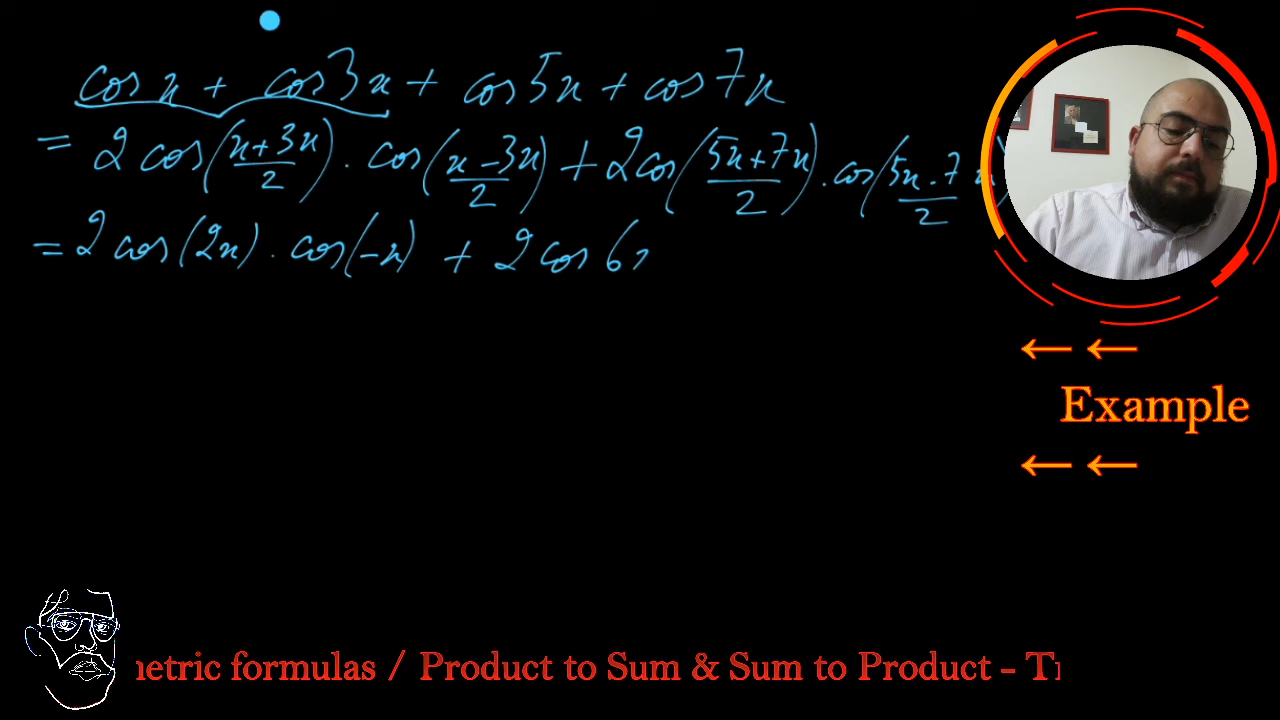 cos x + cos 3x + cos 5x + cos 7x
= 2 cos(x+3x/2) . cos(x-3x/2) + 2 cos(5x+7x/2) . cos(5x-7x/2)
= 2 cos(2x) . cos(-x) + 2 cos 6x
← ←
Example
← ←
netric formulas / Product to Sum & Sum to Product - Tr